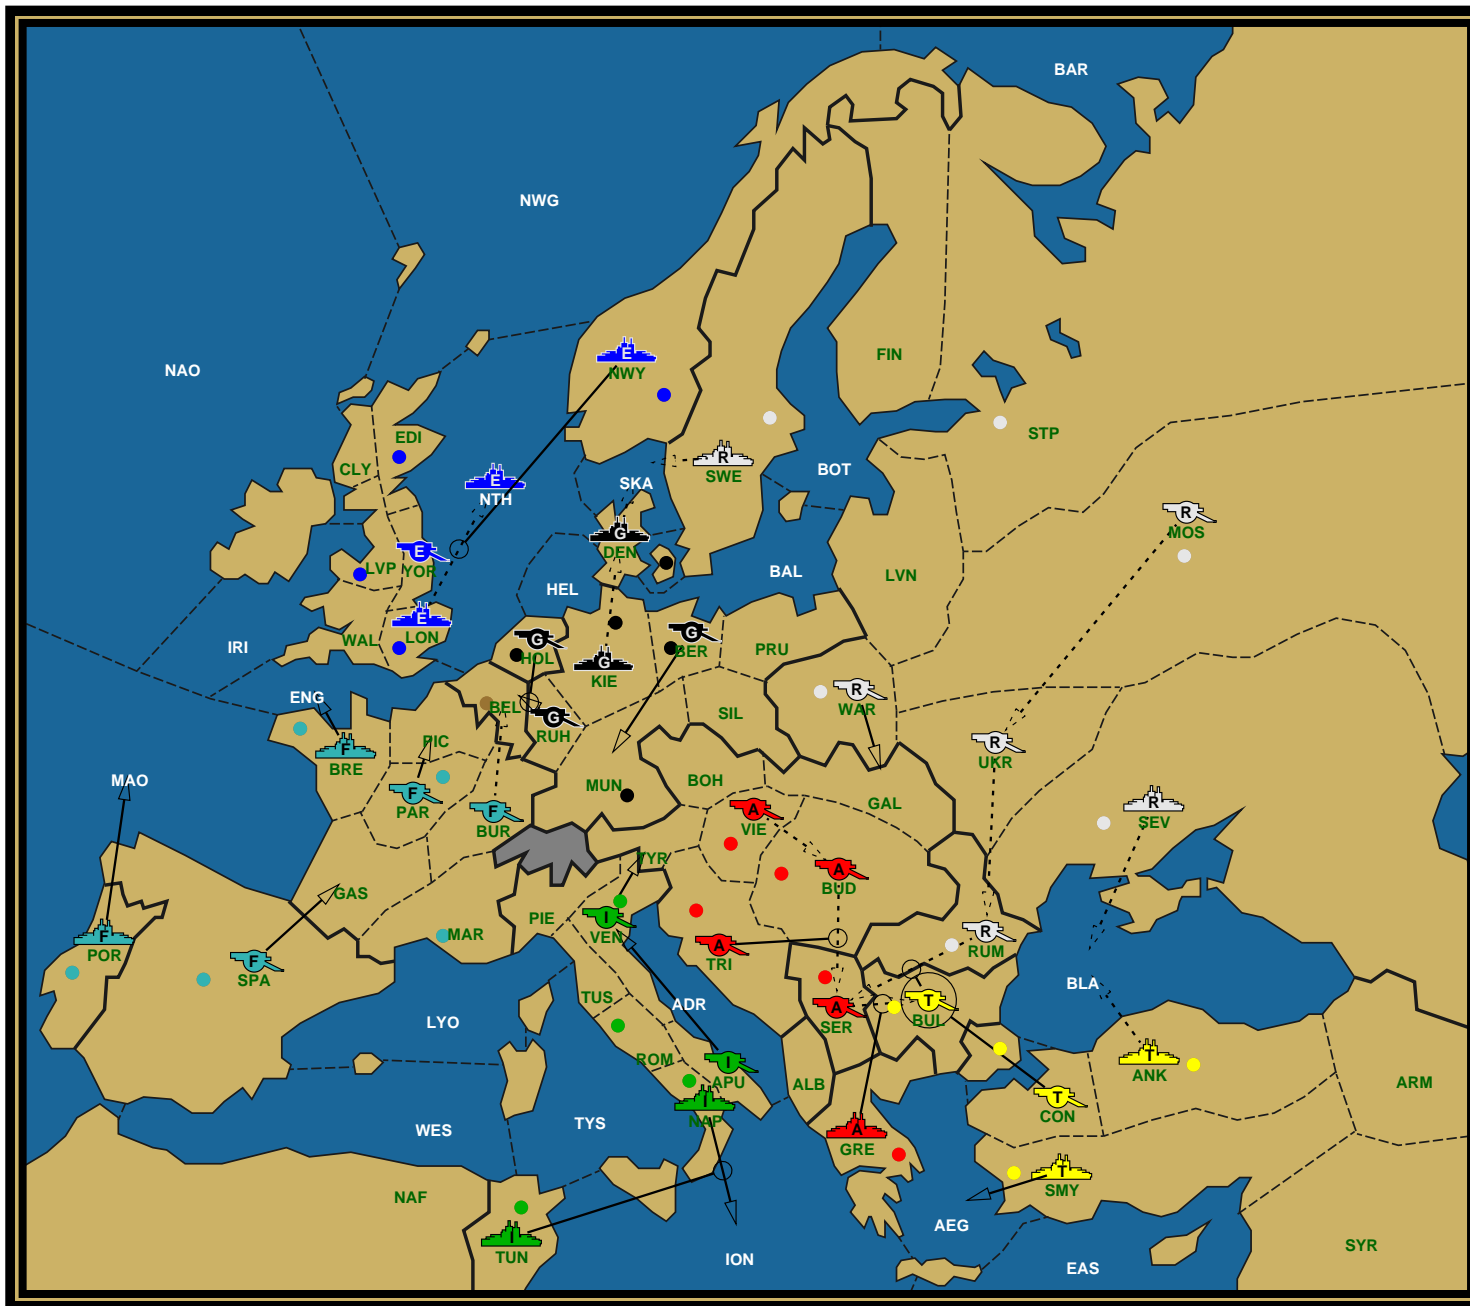 BAR
NWG
NAO
FIN
E
NWY
STP
EDI
CLY
E
NTH
SKA
R
SWE
BOT
R
MOS
G
DEN
LVP
E
YOR
HEL
BAL
LVN
E
LON
WAL
IRI
G
HOL
G
BER
PRU
G
KIE
ENG
BEL
G
RUH
SIL
R
WAR
F
BRE
PIC
R
UKR
MAO
F
PAR
F
BUR
MUN
BOH
A
VIE
GAL
R
SEV
TYR
A
BUD
GAS
F
POR
F
SPA
MAR
PIE
I
VEN
A
TRI
R
RUM
BLA
LYO
TUS
ADR
A
SER
T
BUL
ROM
I
APU
ALB
T
ANK
ARM
I
NAP
T
CON
WES
TYS
A
GRE
NAF
T
SMY
I
TUN
ION
AEG
EAS
SYR